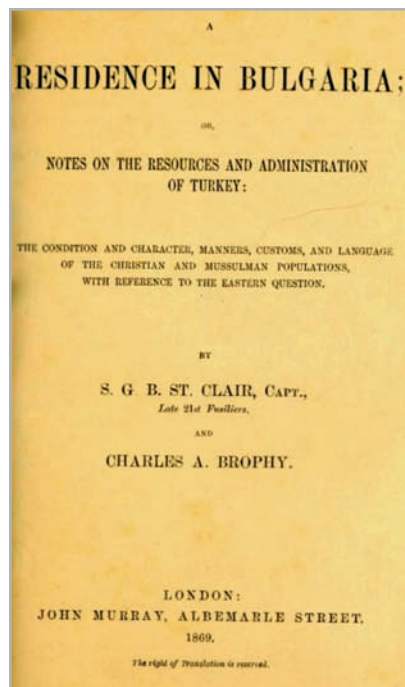 A
RESIDENCE IN BULGARIA;
OR,
NOTES ON THE RESOURCES AND ADMINISTRATION
OF TURKEY:
THE CONDITION AND CHARACTER, MANNERS, CUSTOMS, AND LANGUAGE
OF THE CHRISTIAN AND MUSSULMAN POPULATIONS,
WITH REFERENCE TO THE EASTERN QUESTION.
BY
S. G B. ST. CLAIR, CAPT.,
Late 21st Fusiliers,
AND
CHARLES A. BROPHY.
LONDON:
JOHN MURRAY, ALBEMARLE STREET.
1869.
The right of Translation is reserved.